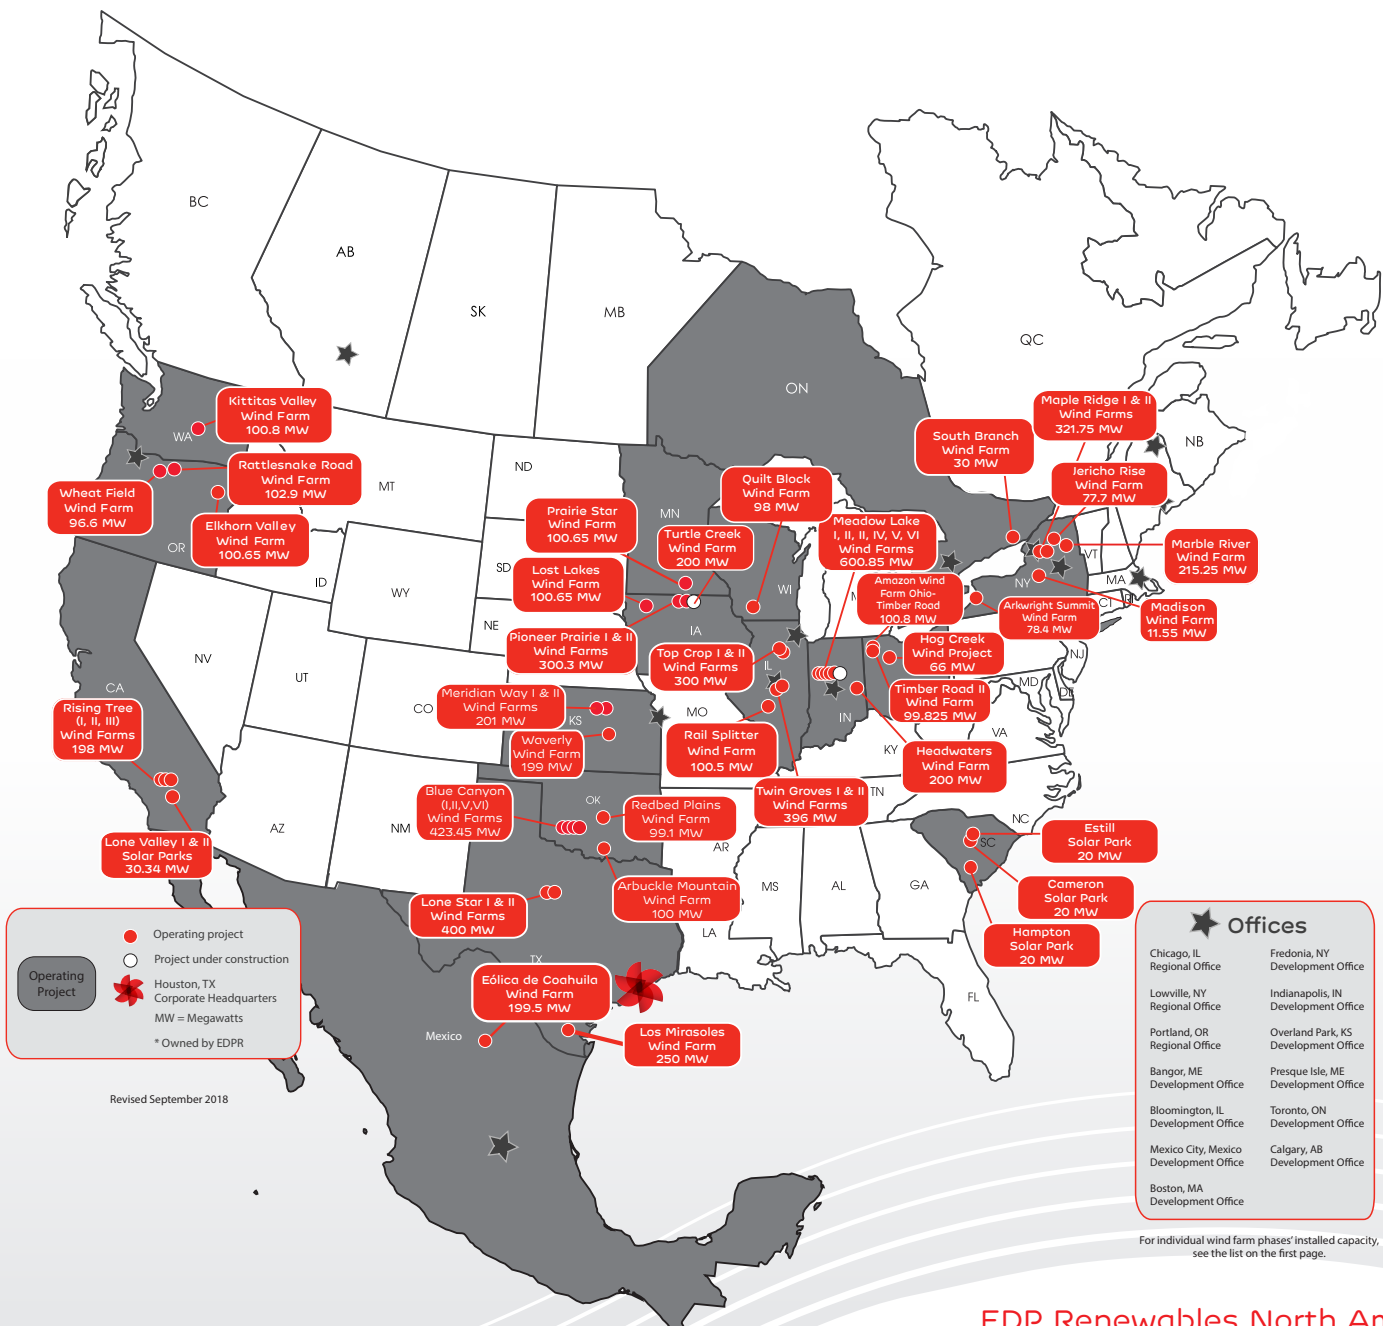 BC
AB
SK
MB
ON
QC
NB
WA
OR
CA
NV
ID
MT
WY
UT
CO
AZ
NM
ND
SD
NE
KS
OK
TX
MN
IA
WI
IL
MO
AR
LA
MS
AL
GA
FL
TN
KY
IN
VA
NC
SC
MD
DE
NJ
NY
VT
MA
CT
RI
Mexico
Kittitas Valley
Wind Farm
100.8 MW
Rattlesnake Road
Wind Farm
102.9 MW
Wheat Field
Wind Farm
96.6 MW
Elkhorn Valley
Wind Farm
100.65 MW
Prairie Star
Wind Farm
100.65 MW
Quilt Block
Wind Farm
98 MW
Turtle Creek
Wind Farm
200 MW
Lost Lakes
Wind Farm
100.65 MW
Pioneer Prairie I & II
Wind Farms
300.3 MW
Meadow Lake
I, II, II, IV, V, VI
Wind Farms
600.85 MW
South Branch
Wind Farm
30 MW
Maple Ridge I & II
Wind Farms
321.75 MW
Jericho Rise
Wind Farm
77.7 MW
Marble River
Wind Farm
215.25 MW
Madison
Wind Farm
11.55 MW
Arkwright Summit
Wind Farm
78.4 MW
Amazon Wind
Farm Ohio-
Timber Road
100.8 MW
Hog Creek
Wind Project
66 MW
Timber Road II
Wind Farm
99.825 MW
Headwaters
Wind Farm
200 MW
Top Crop I & II
Wind Farms
300 MW
Rail Splitter
Wind Farm
100.5 MW
Twin Groves I & II
Wind Farms
396 MW
Meridian Way I & II
Wind Farms
201 MW
Waverly
Wind Farm
199 MW
Rising Tree
(I, II, III)
Wind Farms
198 MW
Lone Valley I & II
Solar Parks
30.34 MW
Blue Canyon
(I,II,V,VI)
Wind Farms
423.45 MW
Redbed Plains
Wind Farm
99.1 MW
Arbuckle Mountain
Wind Farm
100 MW
Lone Star I & II
Wind Farms
400 MW
Eólica de Coahuila
Wind Farm
199.5 MW
Los Mirasoles
Wind Farm
250 MW
Estill
Solar Park
20 MW
Cameron
Solar Park
20 MW
Hampton
Solar Park
20 MW
Operating
Project
Operating project
Project under construction
Houston, TX
Corporate Headquarters
MW = Megawatts
* Owned by EDPR
Revised September 2018
Offices
Chicago, IL
Regional Office
Lowville, NY
Regional Office
Portland, OR
Regional Office
Bangor, ME
Development Office
Bloomington, IL
Development Office
Mexico City, Mexico
Development Office
Boston, MA
Development Office
Fredonia, NY
Development Office
Indianapolis, IN
Development Office
Overland Park, KS
Development Office
Presque Isle, ME
Development Office
Toronto, ON
Development Office
Calgary, AB
Development Office
For individual wind farm phases' installed capacity,
see the list on the first page.
EDP Renewables North